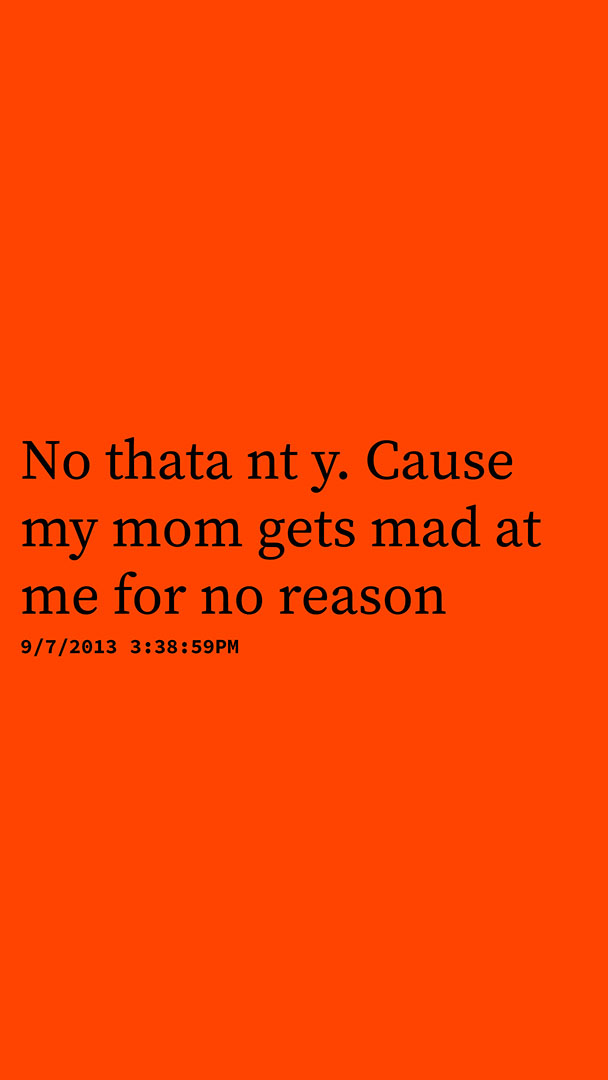 No thata nt y. Cause
my mom gets mad at
me for no reason
9/7/2013 3:38:59PM